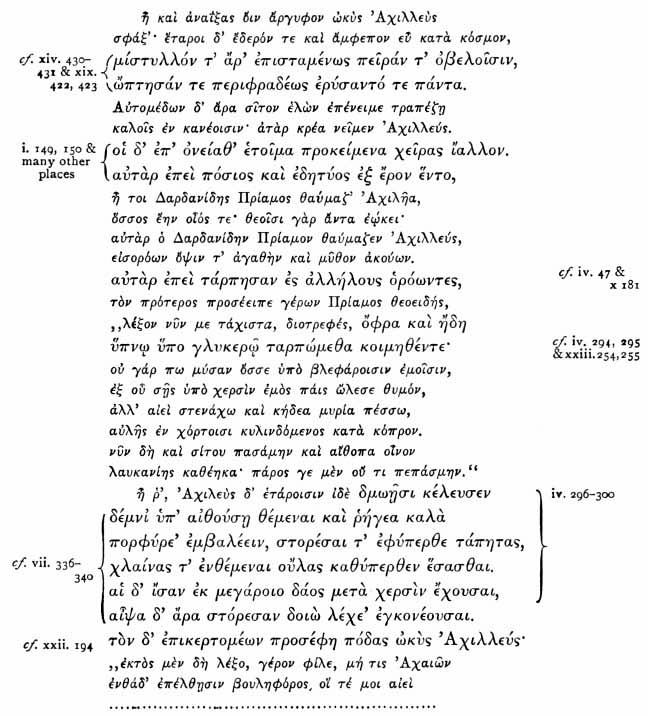 ἦ καὶ ἀναΐξας ὄιν ἄργυφον ὠκὺς Ἀχιλλεὺς
σφάξ’· ἕταροι δ’ ἔδερόν τε καὶ ἄμφεπον εὖ κατὰ κόσμον,
cf. xiv. 430– μίστυλλόν τ’ ἄρ’ ἐπισταμένως πεῖράν τ’ ὀβελοῖσιν,
431 & xix.
422, 423 ὤπτησάν τε περιφραδέως ἐρύσαντό τε πάντα.
Αὐτομέδων δ’ ἄρα σῖτον ἑλὼν ἐπένειμε τραπέζῃ
καλοῖς ἐν κανέοισιν· ἀτὰρ κρέα νεῖμεν Ἀχιλλεύς.
i. 149, 150 & οἱ δ’ ἐπ’ ὀνείαθ’ ἑτοῖμα προκείμενα χεῖρας ἴαλλον.
many other
places αὐτὰρ ἐπεὶ πόσιος καὶ ἐδητύος ἐξ ἔρον ἕντο,
ἦ τοι Δαρδανίδης Πρίαμος θαύμαζ’ Ἀχιλῆα,
ὅσσος ἔην οἷός τε· θεοῖσι γὰρ ἄντα ἐῴκει·
αὐτὰρ ὁ Δαρδανίδην Πρίαμον θαύμαζεν Ἀχιλλεύς,
εἰσορόων ὄψιν τ’ ἀγαθὴν καὶ μῦθον ἀκούων.
αὐτὰρ ἐπεὶ τάρπησαν ἐς ἀλλήλους ὁρόωντες, cf. iv. 47 &
x 181
τὸν πρότερος προσέειπε γέρων Πρίαμος θεοειδής,
„λέξον νῦν με τάχιστα, διοτρεφές, ὄφρα καὶ ἤδη
ὕπνῳ ὕπο γλυκερῷ ταρπώμεθα κοιμηθέντε· cf. iv. 294, 295
& xxiii. 254, 255
οὐ γάρ πω μύσαν ὄσσε ὑπὸ βλεφάροισιν ἐμοῖσιν,
ἐξ οὗ σῇς ὑπὸ χερσὶν ἐμὸς πάις ὤλεσε θυμόν,
ἀλλ’ αἰεὶ στενάχω καὶ κήδεα μυρία πέσσω,
αὐλῆς ἐν χόρτοισι κυλινδόμενος κατὰ κόπρον.
νῦν δὴ καὶ σίτου πασάμην καὶ αἴθοπα οἶνον
λαυκανίης καθέηκα· πάρος γε μὲν οὔ τι πεπάσμην.“
ἦ ῥ’, Ἀχιλεὺς δ’ ἑτάροισιν ἰδὲ δμωῇσι κέλευσεν iv. 296–300
δέμνι’ ὑπ’ αἰθούσῃ θέμεναι καὶ ῥήγεα καλὰ
πορφύρε’ ἐμβαλέειν, στορέσαι τ’ ἐφύπερθε τάπητας,
cf. vii. 336–
340 χλαίνας τ’ ἐνθέμεναι οὔλας καθύπερθεν ἕσασθαι.
αἱ δ’ ἴσαν ἐκ μεγάροιο δάος μετὰ χερσὶν ἔχουσαι,
αἶψα δ’ ἄρα στόρεσαν δοιὼ λέχε’ ἐγκονέουσαι.
cf. xxii. 194 τὸν δ’ ἐπικερτομέων προσέφη πόδας ὠκὺς Ἀχιλλεύς·
„ἐκτὸς μὲν δὴ λέξο, γέρον φίλε, μή τις Ἀχαιῶν
ἐνθάδ’ ἐπέλθησιν βουληφόρος, οἵ τέ μοι αἰεὶ